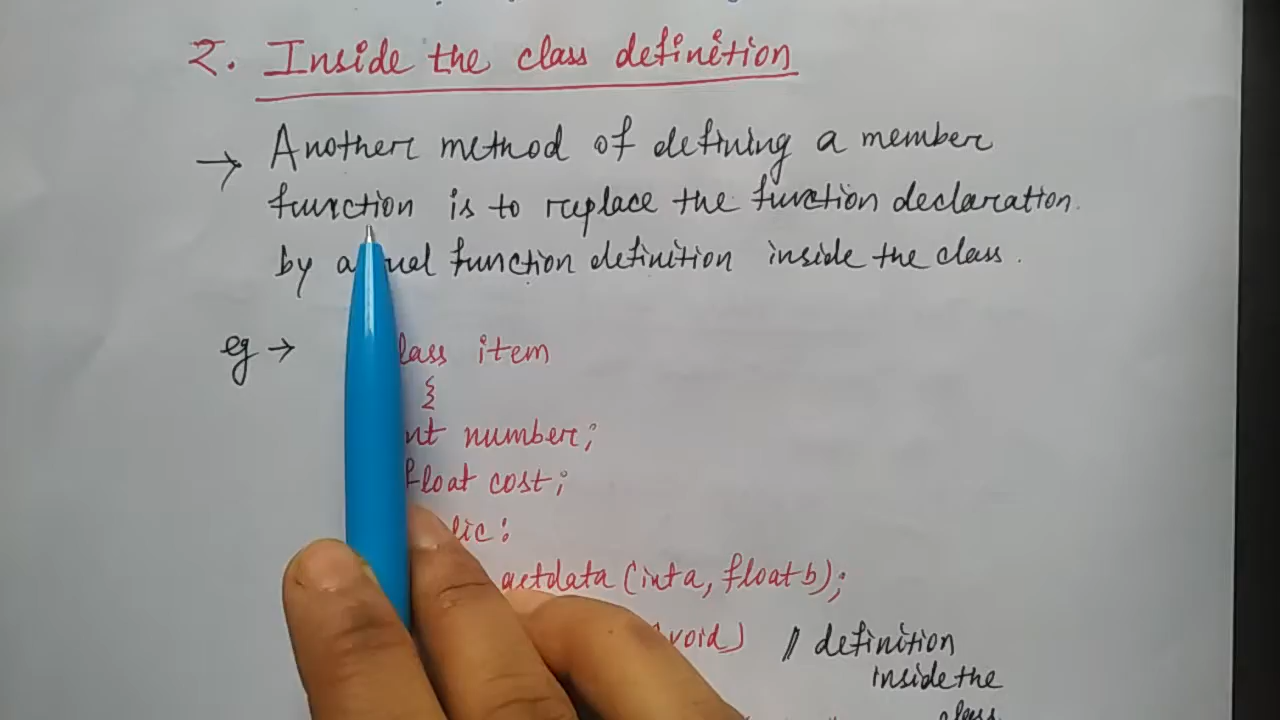 2. Inside the class definition
→ Another method of defining a member
function is to replace the function declaration.
by actual function definition inside the class.
eg → class item
{
int number;
float cost;
public:
getdata (int a, float b);
void) // definition
inside the
class